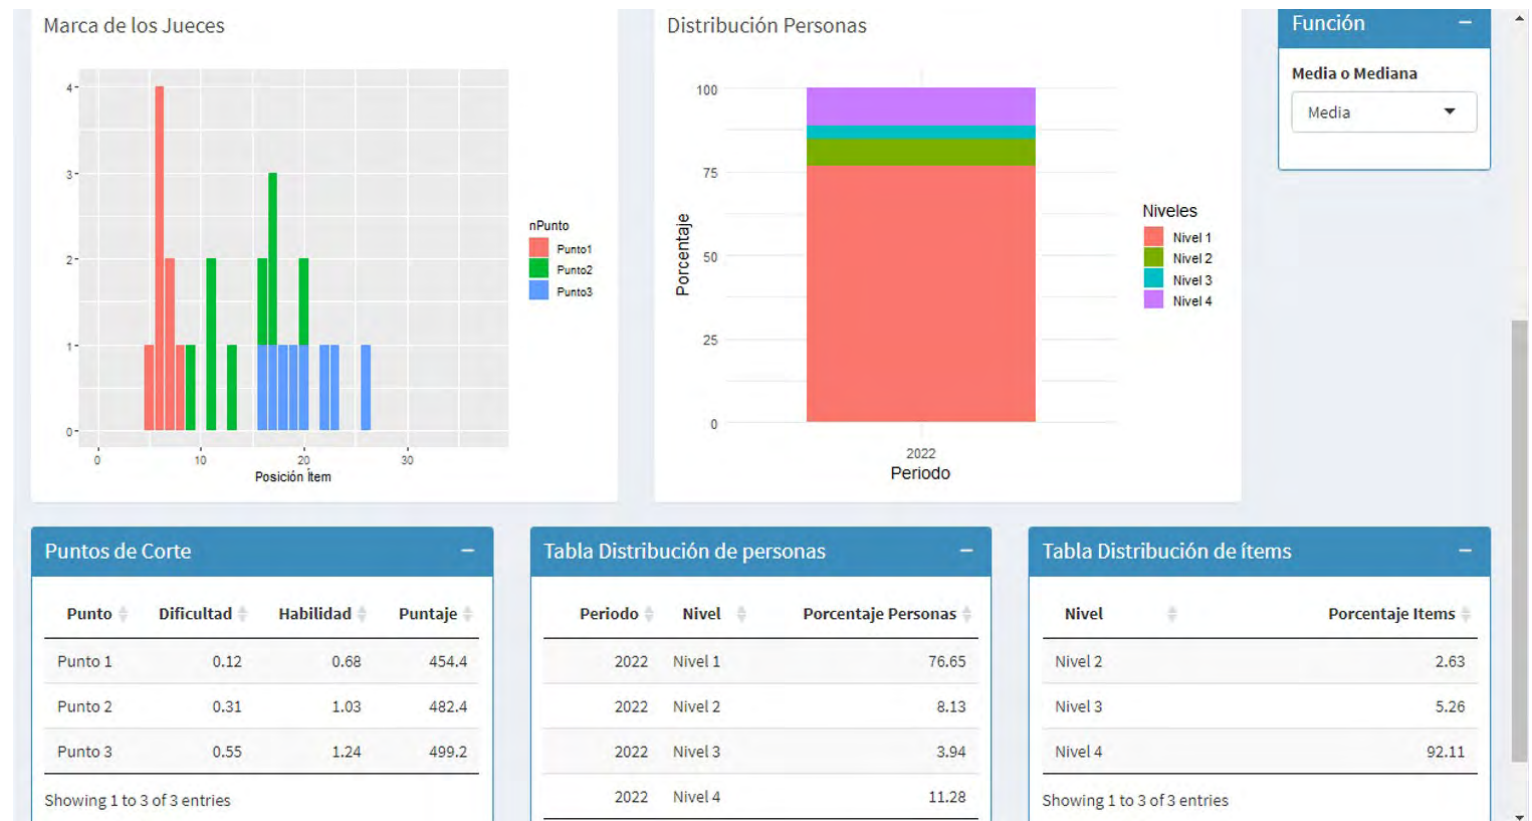 Marca de los Jueces
4
3
2
1
0
0 10 20 30
Posición Ítem
nPunto
Punto1
Punto2
Punto3
Distribución Personas
100
75
50
25
0
Porcentaje
2022
Periodo
Niveles
Nivel 1
Nivel 2
Nivel 3
Nivel 4
Función
Media o Mediana
Media
Puntos de Corte
Punto Dificultad Habilidad Puntaje
Punto 1 0.12 0.68 454.4
Punto 2 0.31 1.03 482.4
Punto 3 0.55 1.24 499.2
Showing 1 to 3 of 3 entries
Tabla Distribución de personas
Periodo Nivel Porcentaje Personas
2022 Nivel 1 76.65
2022 Nivel 2 8.13
2022 Nivel 3 3.94
2022 Nivel 4 11.28
Tabla Distribución de ítems
Nivel Porcentaje Items
Nivel 2 2.63
Nivel 3 5.26
Nivel 4 92.11
Showing 1 to 3 of 3 entries